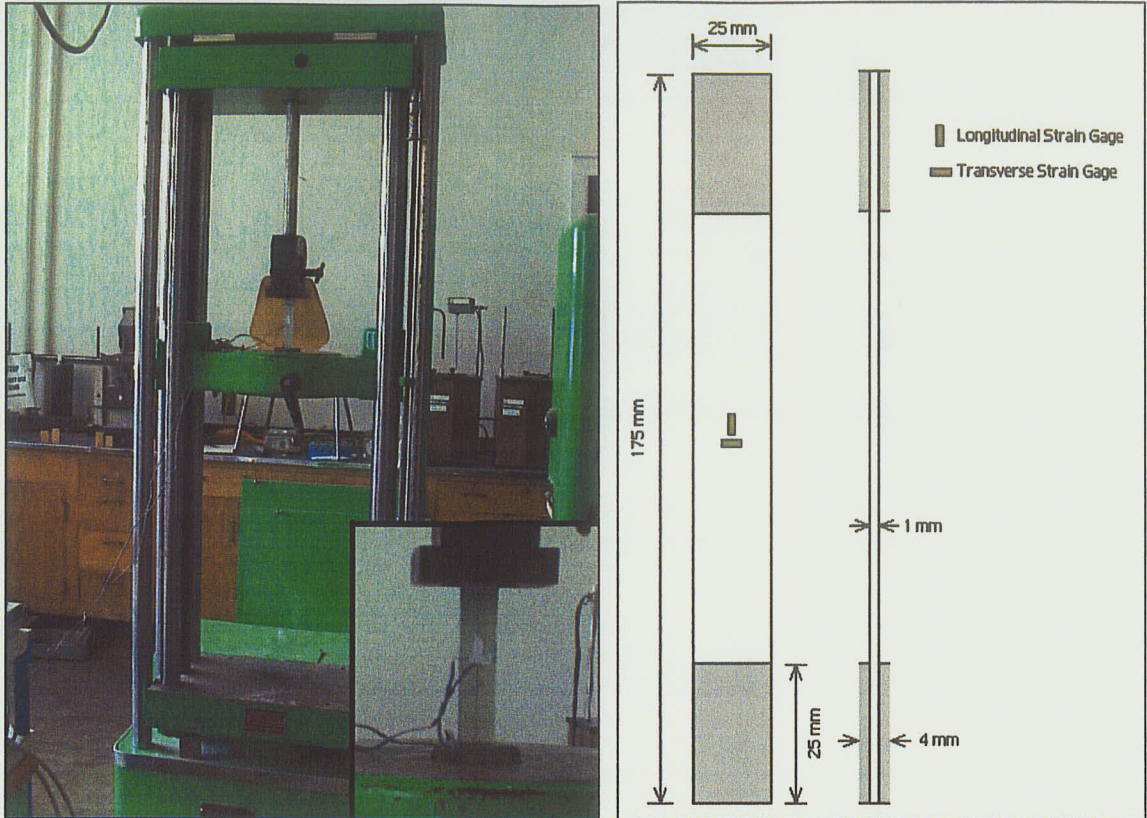 25 mm
Longitudinal Strain Gage
Transverse Strain Gage
175 mm
1 mm
25 mm
4 mm